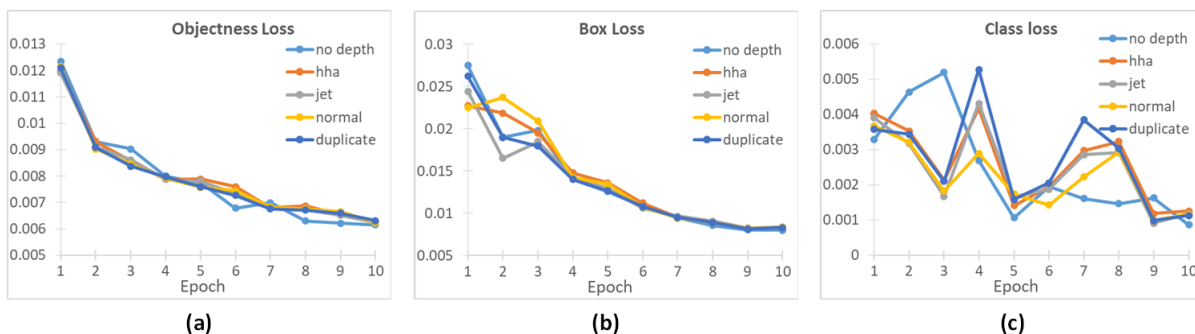 Objectness Loss
0.013
0.012
0.011
0.01
0.009
0.008
0.007
0.006
0.005
no depth
hha
jet
normal
duplicate
1 2 3 4 5 6 7 8 9 10
Epoch
(a)
Box Loss
0.03
0.025
0.02
0.015
0.01
0.005
no depth
hha
jet
normal
duplicate
1 2 3 4 5 6 7 8 9 10
Epoch
(b)
Class loss
0.006
0.005
0.004
0.003
0.002
0.001
0
no depth
hha
jet
normal
duplicate
1 2 3 4 5 6 7 8 9 10
Epoch
(c)